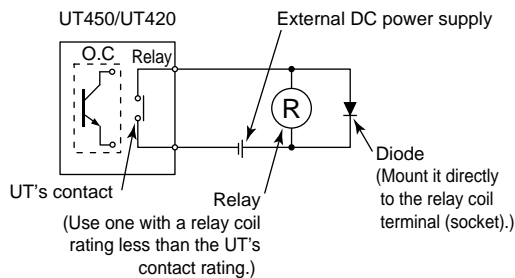 UT450/UT420
External DC power supply
O.C
Relay
R
UT's contact
Relay
(Use one with a relay coil
rating less than the UT's
contact rating.)
Diode
(Mount it directly
to the relay coil
terminal (socket).)